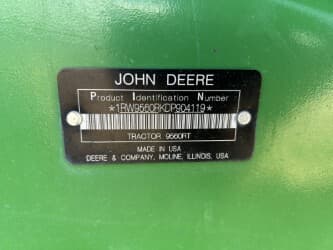 JOHN DEERE
Product Identification Number
*1RW9560RKDP904119*
TRACTOR 9560RT
MADE IN USA
DEERE & COMPANY, MOLINE, ILLINOIS, USA